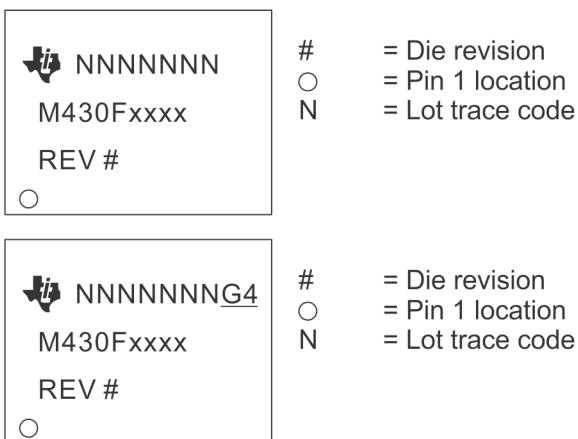 NNNNNNN
M430Fxxxx
REV #
# = Die revision
○ = Pin 1 location
N = Lot trace code
NNNNNNNG4
M430Fxxxx
REV #
# = Die revision
○ = Pin 1 location
N = Lot trace code